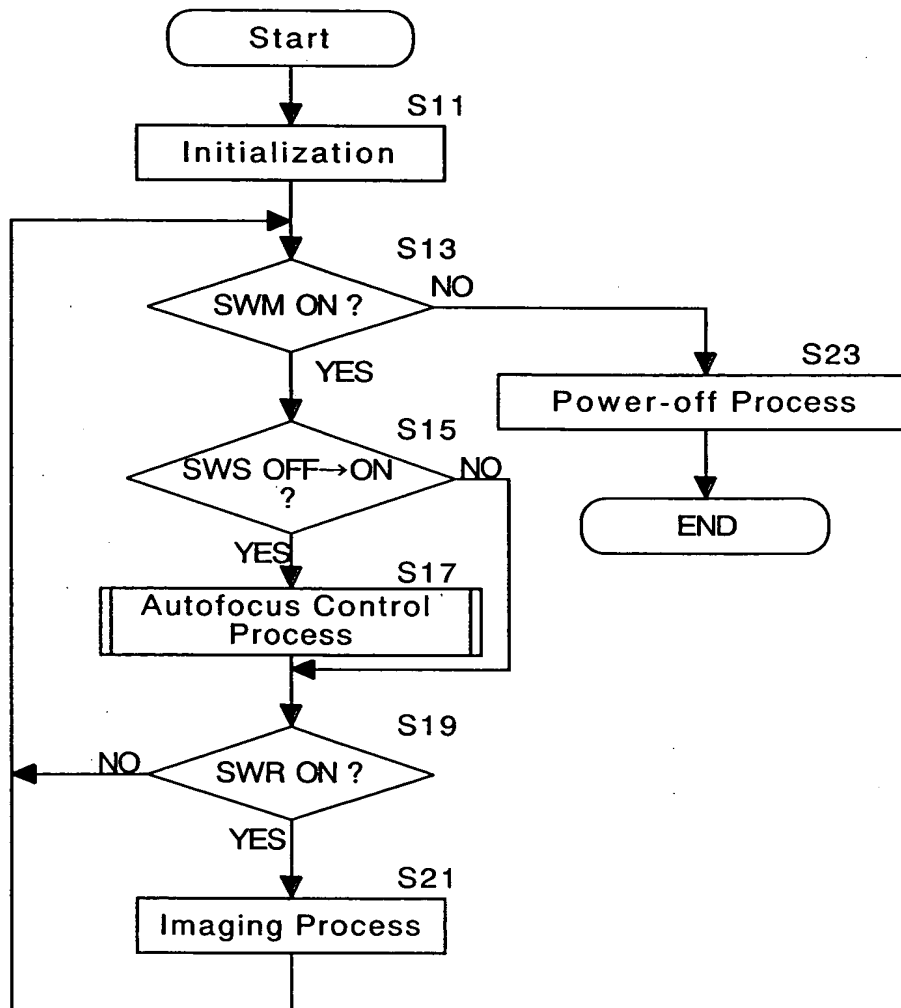 Start
S11
Initialization
S13
SWM ON ?
NO
YES
S23
Power-off Process
END
S15
SWS OFF→ON
?
NO
YES
S17
Autofocus Control
Process
S19
SWR ON ?
NO
YES
S21
Imaging Process